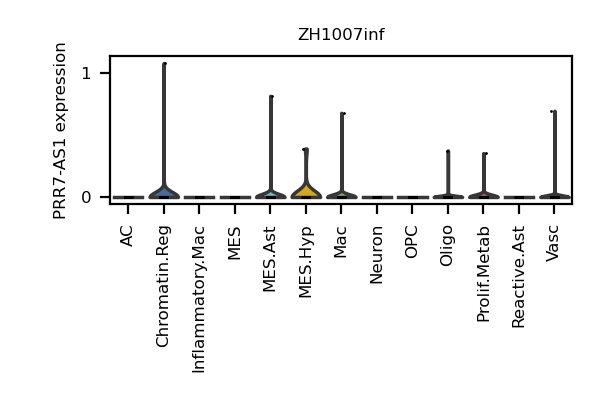 ZH1007inf
PRR7-AS1 expression
1
0
AC
Chromatin.Reg
Inflammatory.Mac
MES
MES.Ast
MES.Hyp
Mac
Neuron
OPC
Oligo
Prolif.Metab
Reactive.Ast
Vasc